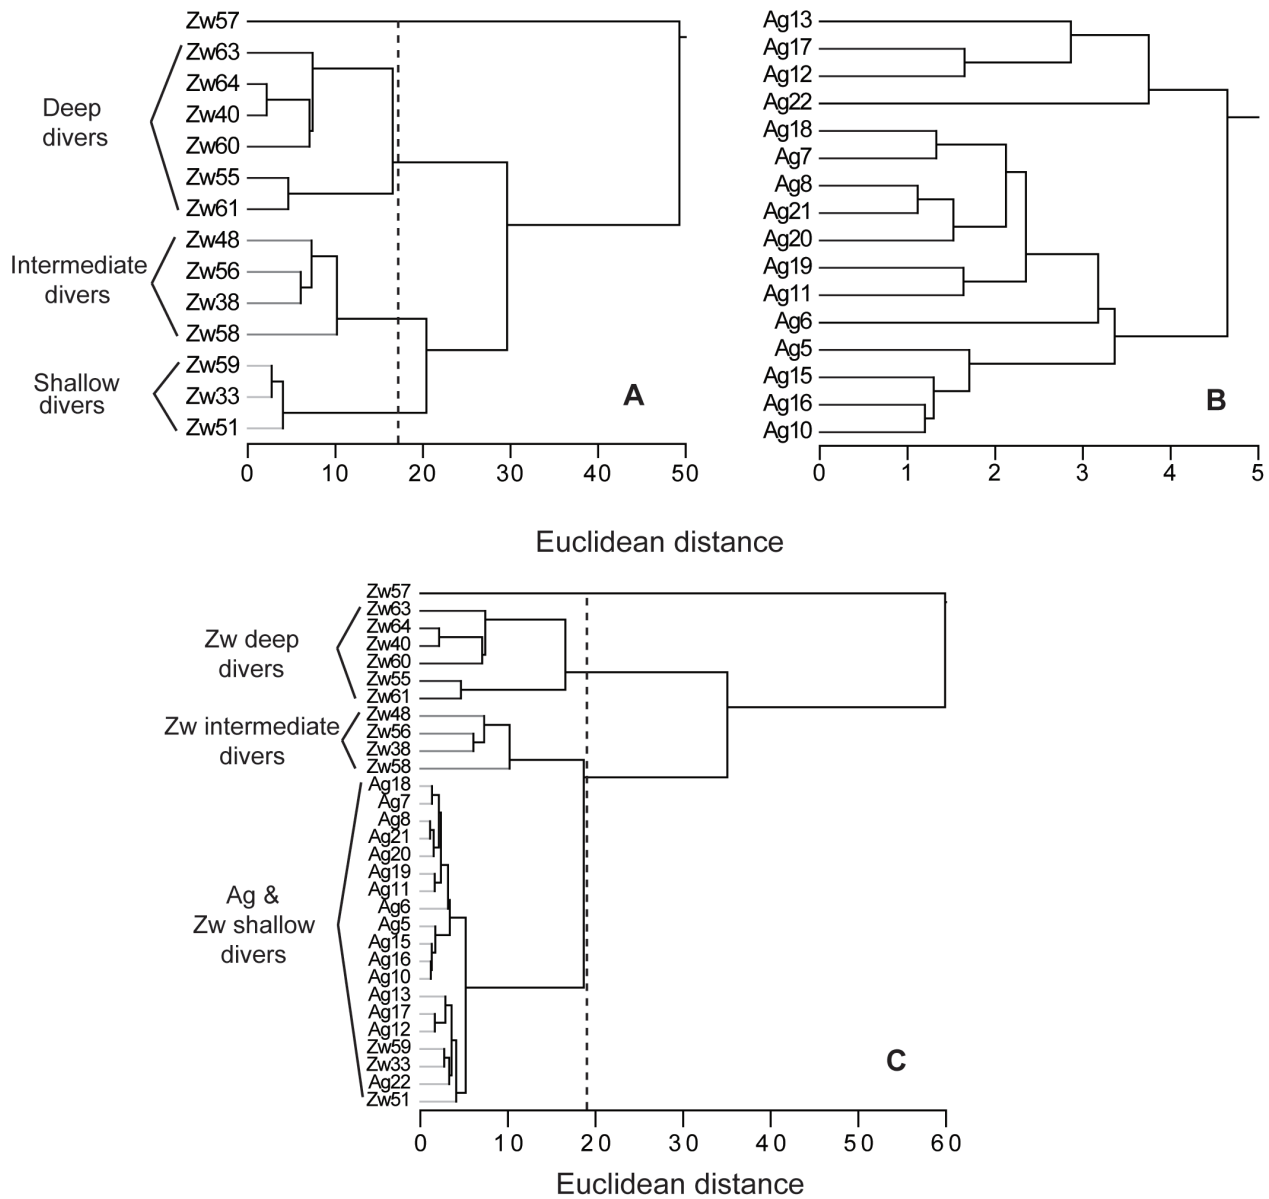 Zw57
Zw63
Zw64
Zw40
Zw60
Zw55
Zw61
Zw48
Zw56
Zw38
Zw58
Zw59
Zw33
Zw51
Deep
divers
Intermediate
divers
Shallow
divers
A
0 10 20 30 40 50
Ag13
Ag17
Ag12
Ag22
Ag18
Ag7
Ag8
Ag21
Ag20
Ag19
Ag11
Ag6
Ag5
Ag15
Ag16
Ag10
B
0 1 2 3 4 5
Euclidean distance
Zw57
Zw63
Zw64
Zw40
Zw60
Zw55
Zw61
Zw48
Zw56
Zw38
Zw58
Ag18
Ag7
Ag8
Ag21
Ag20
Ag19
Ag11
Ag6
Ag5
Ag15
Ag16
Ag10
Ag13
Ag17
Ag12
Zw59
Zw33
Ag22
Zw51
Zw deep
divers
Zw intermediate
divers
Ag &
Zw shallow
divers
C
0 10 20 30 40 50 60
Euclidean distance